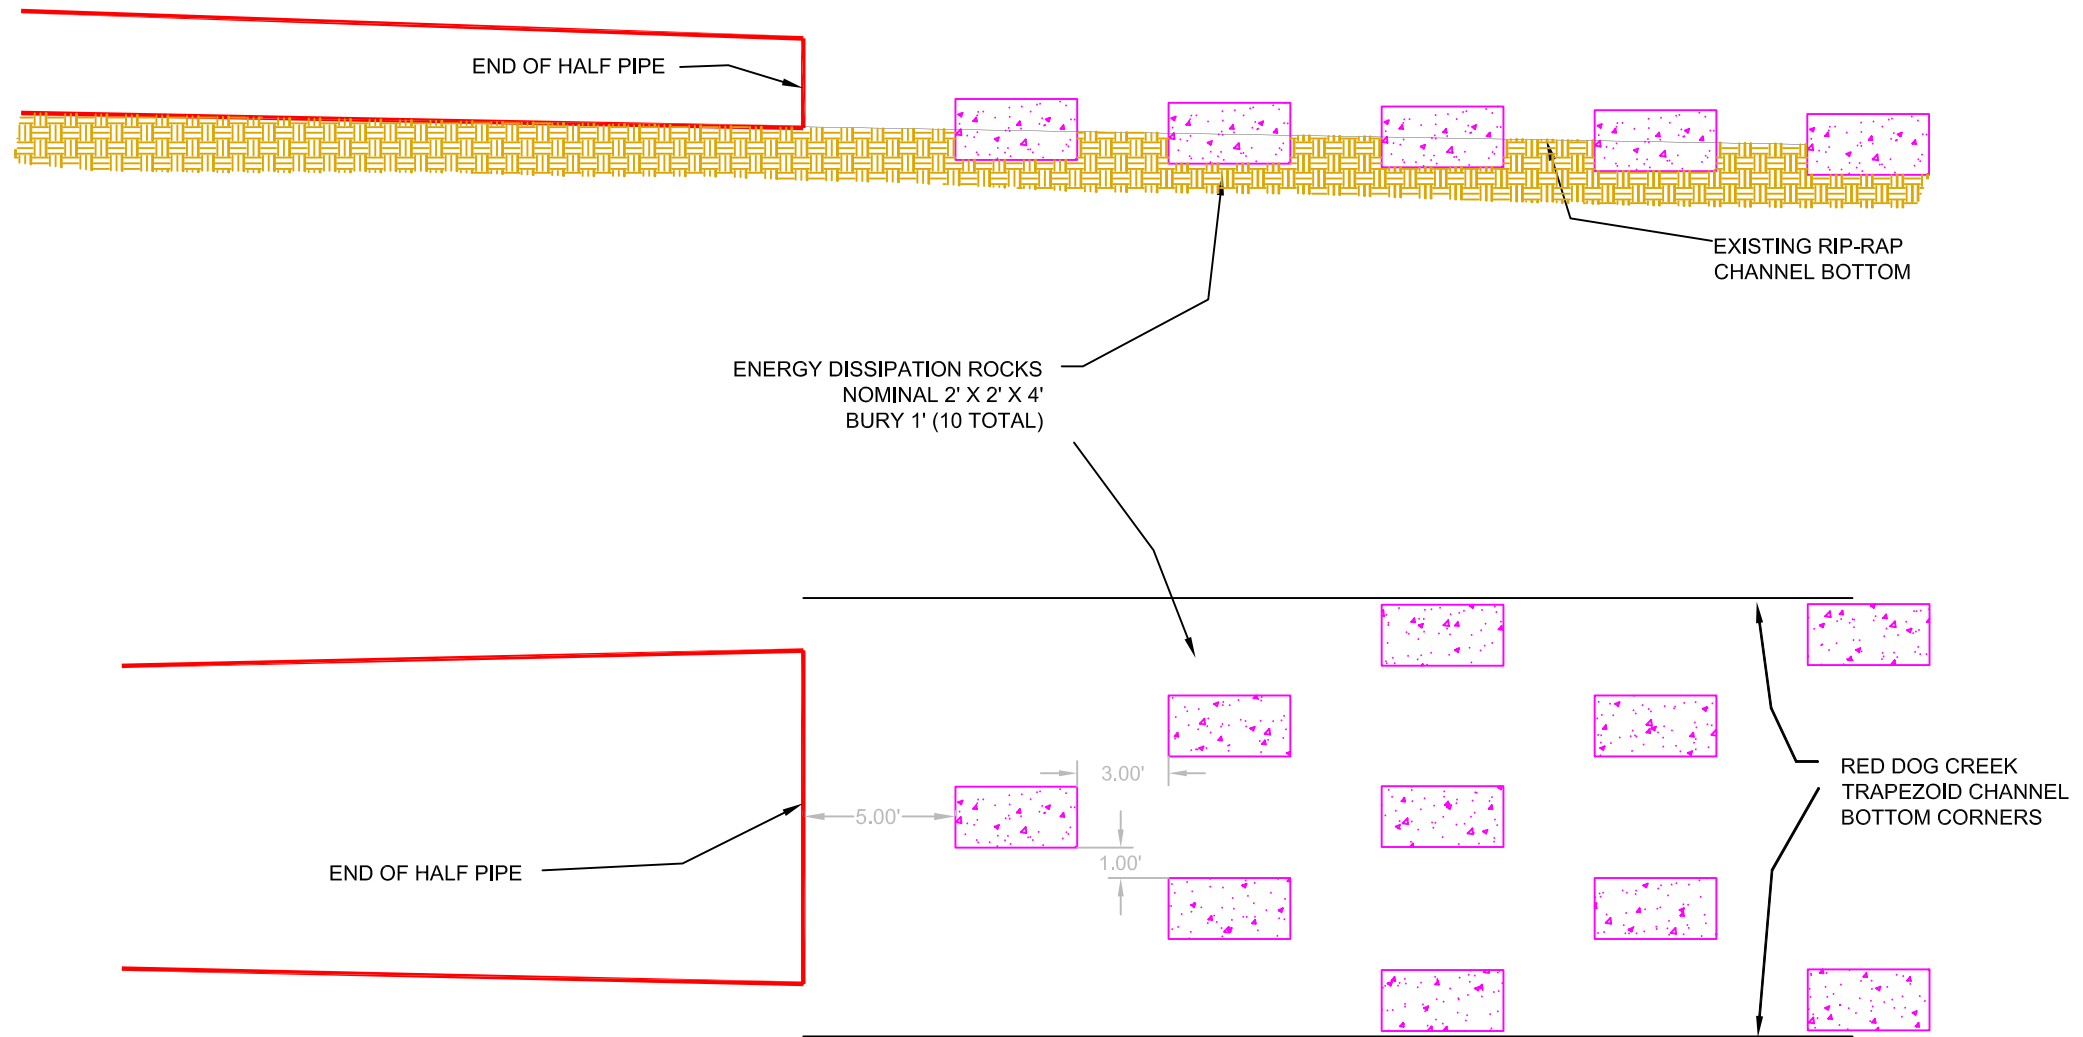 END OF HALF PIPE
EXISTING RIP-RAP
CHANNEL BOTTOM
ENERGY DISSIPATION ROCKS
NOMINAL 2' X 2' X 4'
BURY 1' (10 TOTAL)
3.00'
5.00'
1.00'
RED DOG CREEK
TRAPEZOID CHANNEL
BOTTOM CORNERS
END OF HALF PIPE